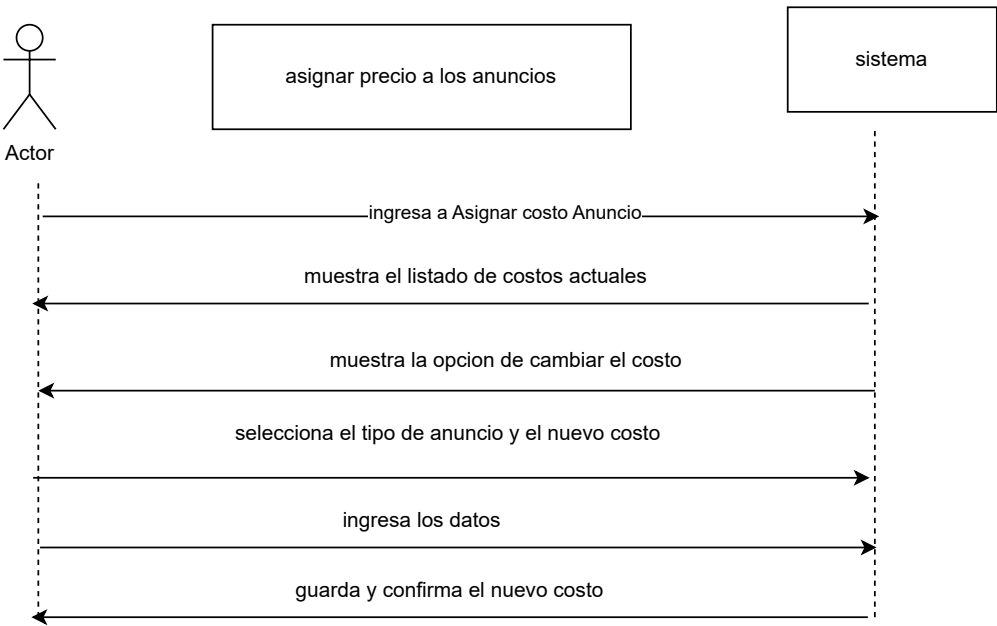 asignar precio a los anuncios
sistema
Actor
ingresa a Asignar costo Anuncio
muestra el listado de costos actuales
muestra la opcion de cambiar el costo
selecciona el tipo de anuncio y el nuevo costo
ingresa los datos
guarda y confirma el nuevo costo